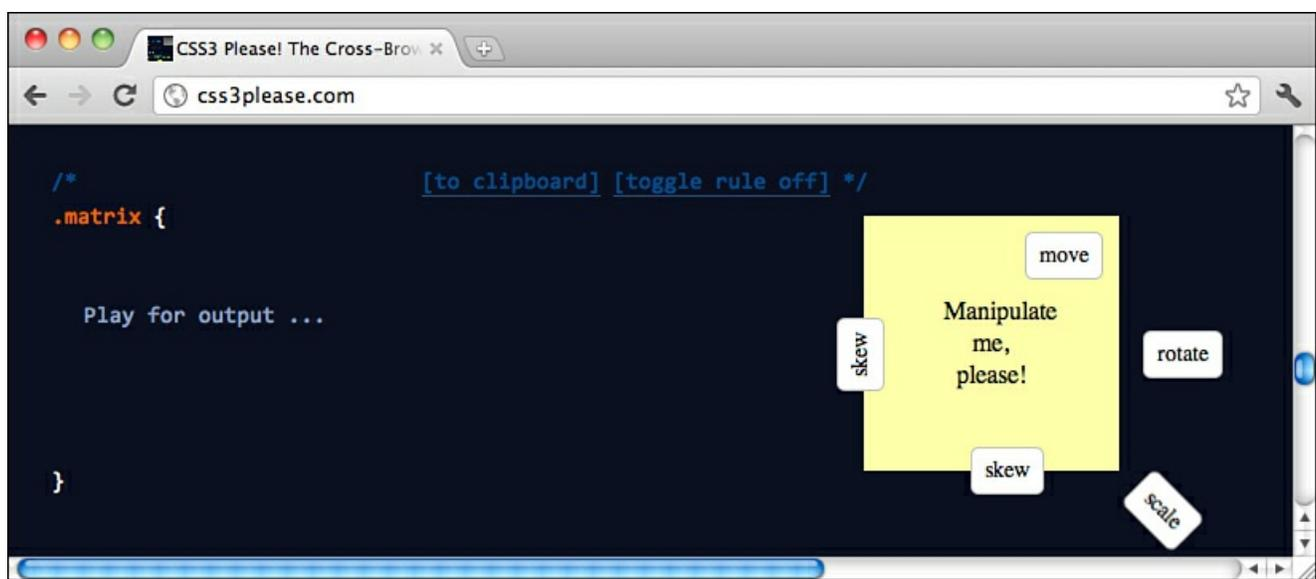 CSS3 Please! The Cross-Brow
css3please.com
/* [to clipboard] [toggle rule off] */
.matrix {
move
Play for output ...
Manipulate
me,
please!
skew
rotate
skew
}
scale